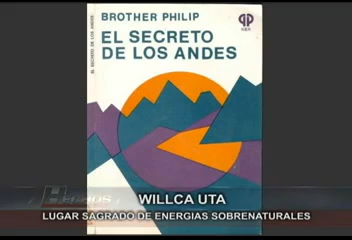 BROTHER PHILIP
EL SECRETO
DE LOS ANDES
EL SECRETO DE LOS ANDES
WILLCA UTA
LUGAR SAGRADO DE ENERGIAS SOBRENATURALES